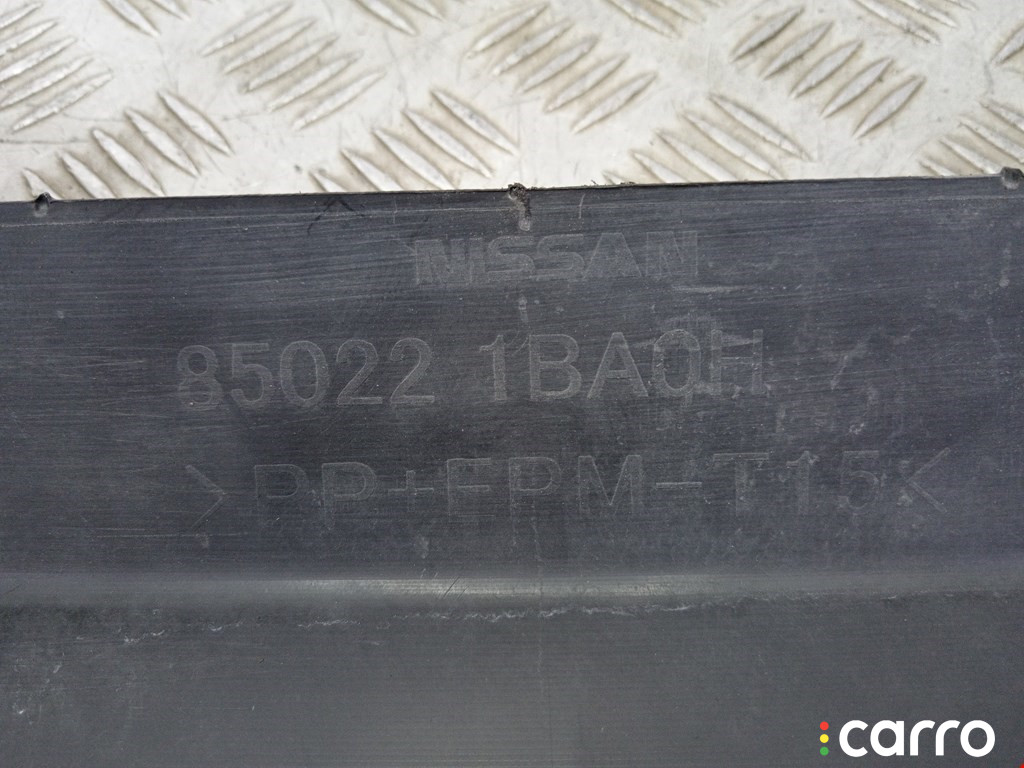 NISSAN
85022 1BA0H
>PP+EPM-T15<
carro